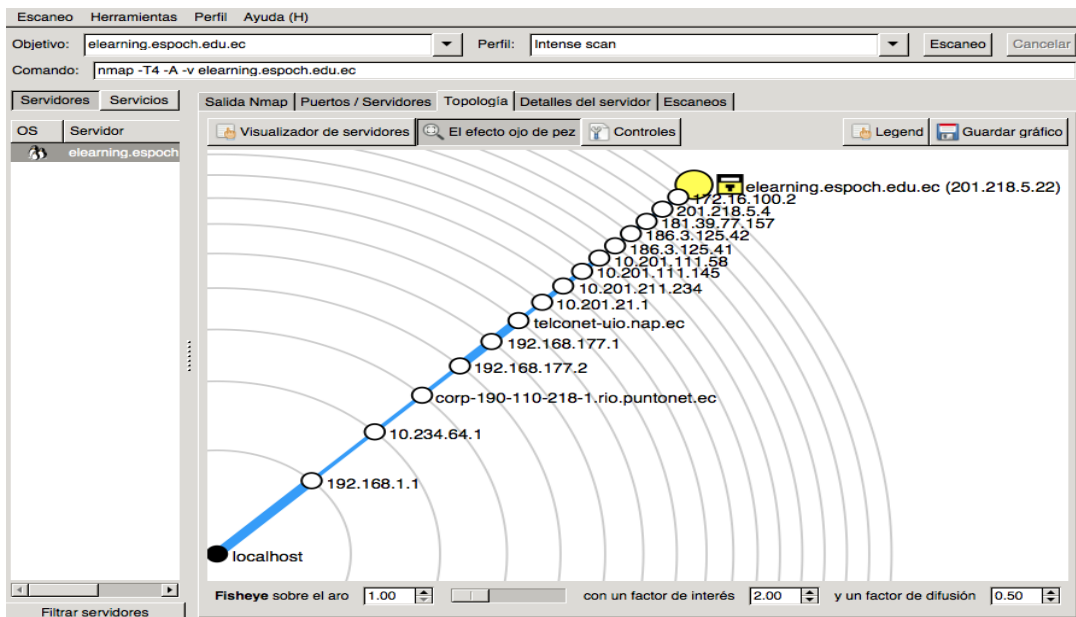 Escaneo Herramientas Perfil Ayuda (H)
Objetivo: elearning.espoch.edu.ec Perfil: Intense scan Escaneo Cancelar
Comando: nmap -T4 -A -v elearning.espoch.edu.ec
Servidores Servicios
Salida Nmap Puertos / Servidores Topología Detalles del servidor Escaneos
OS Servidor
elearning.espoch
Visualizador de servidores El efecto ojo de pez Controles Legend Guardar gráfico
elearning.espoch.edu.ec (201.218.5.22)
172.16.100.2
201.218.5.4
181.39.77.157
186.3.125.42
186.3.125.41
10.201.111.58
10.201.111.145
10.201.211.234
10.201.21.1
telconet-uio.nap.ec
192.168.177.1
192.168.177.2
corp-190-110-218-1.rio.puntonet.ec
10.234.64.1
192.168.1.1
localhost
Fisheye sobre el aro 1.00 con un factor de interés 2.00 y un factor de difusión 0.50
Filtrar servidores